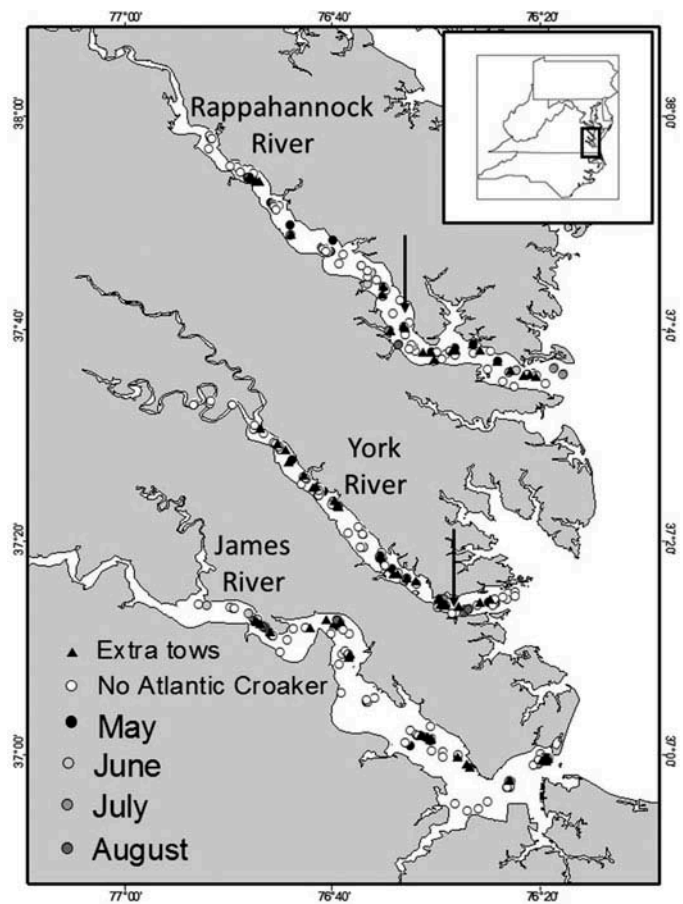 77°00' 76°40' 76°20'
38°00' 38°00'
Rappahannock
River
37°40' 37°40'
York
River
37°20' 37°20'
James
River
Extra tows
No Atlantic Croaker
May
37°00' 37°00'
June
July
August
77°00' 76°40' 76°20'